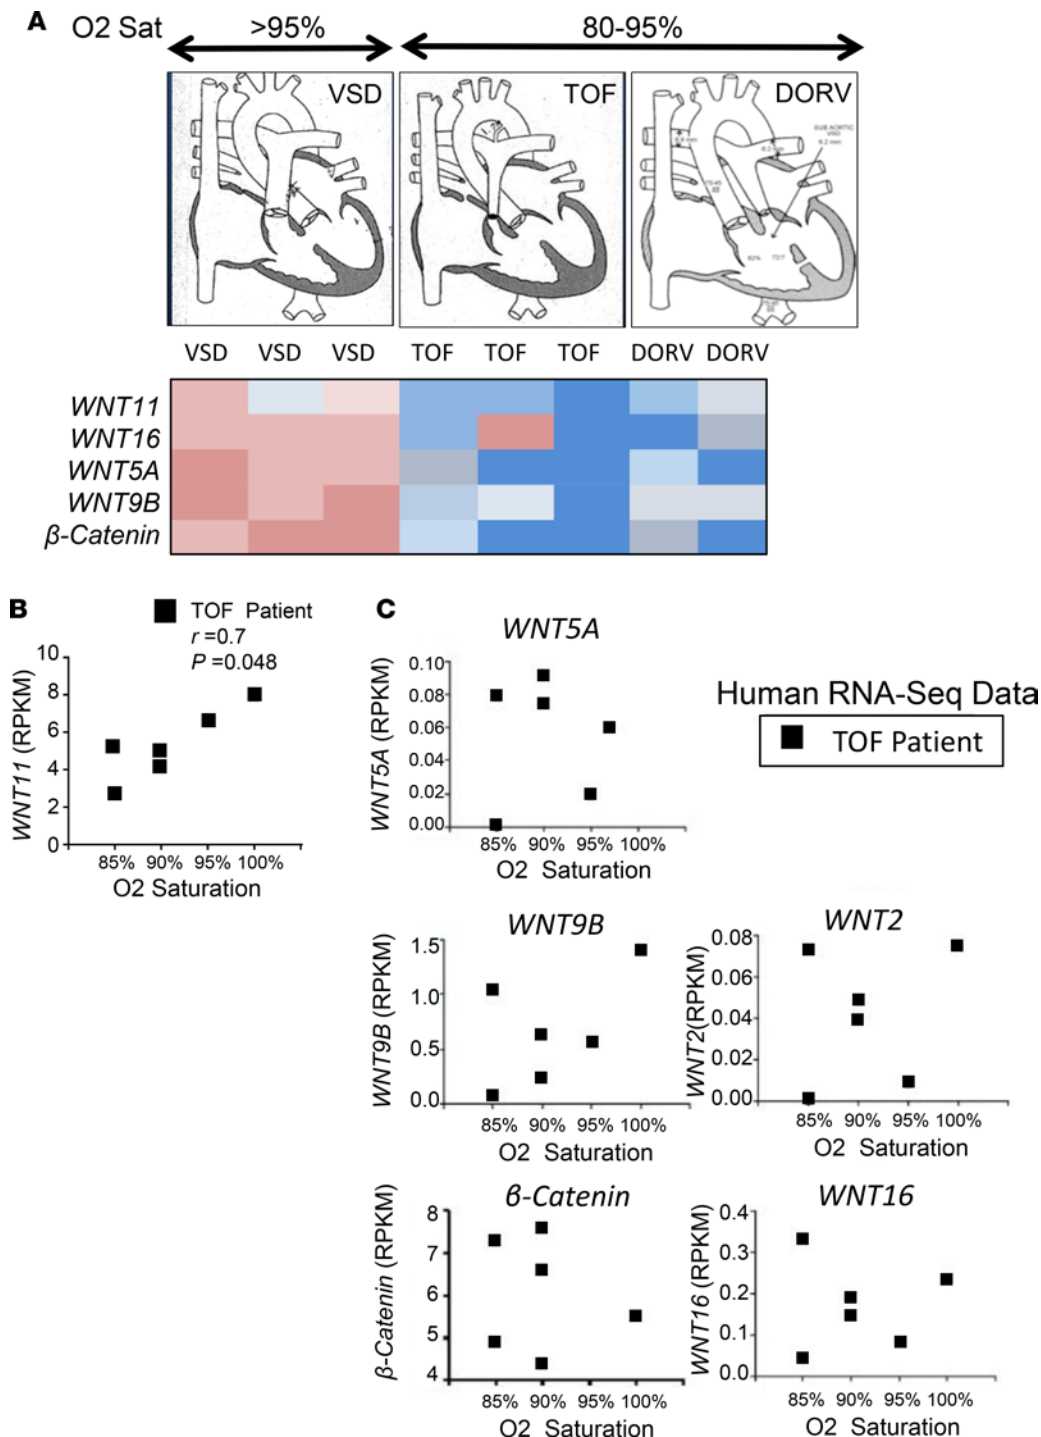 A
O2 Sat
>95%
80-95%
VSD
TOF
DORV
SUB AORTIC
VSD
6.2 mm
VSD VSD VSD TOF TOF TOF DORV DORV
WNT11
WNT16
WNT5A
WNT9B
β-Catenin
B
TOF Patient
r =0.7
P =0.048
WNT11 (RPKM)
10
8
6
4
2
0
85% 90% 95% 100%
O2 Saturation
C
WNT5A
WNT5A (RPKM)
0.10
0.08
0.06
0.04
0.02
0.00
85% 90% 95% 100%
O2 Saturation
Human RNA-Seq Data
TOF Patient
WNT9B
WNT9B (RPKM)
1.5
1.0
0.5
0.0
85% 90% 95% 100%
O2 Saturation
WNT2
WNT2(RPKM)
0.08
0.06
0.04
0.02
0.00
85% 90% 95% 100%
O2 Saturation
β-Catenin
β-Catenin (RPKM)
8
7
6
5
4
85% 90% 95% 100%
O2 Saturation
WNT16
WNT16 (RPKM)
0.4
0.3
0.2
0.1
0.0
85% 90% 95% 100%
O2 Saturation